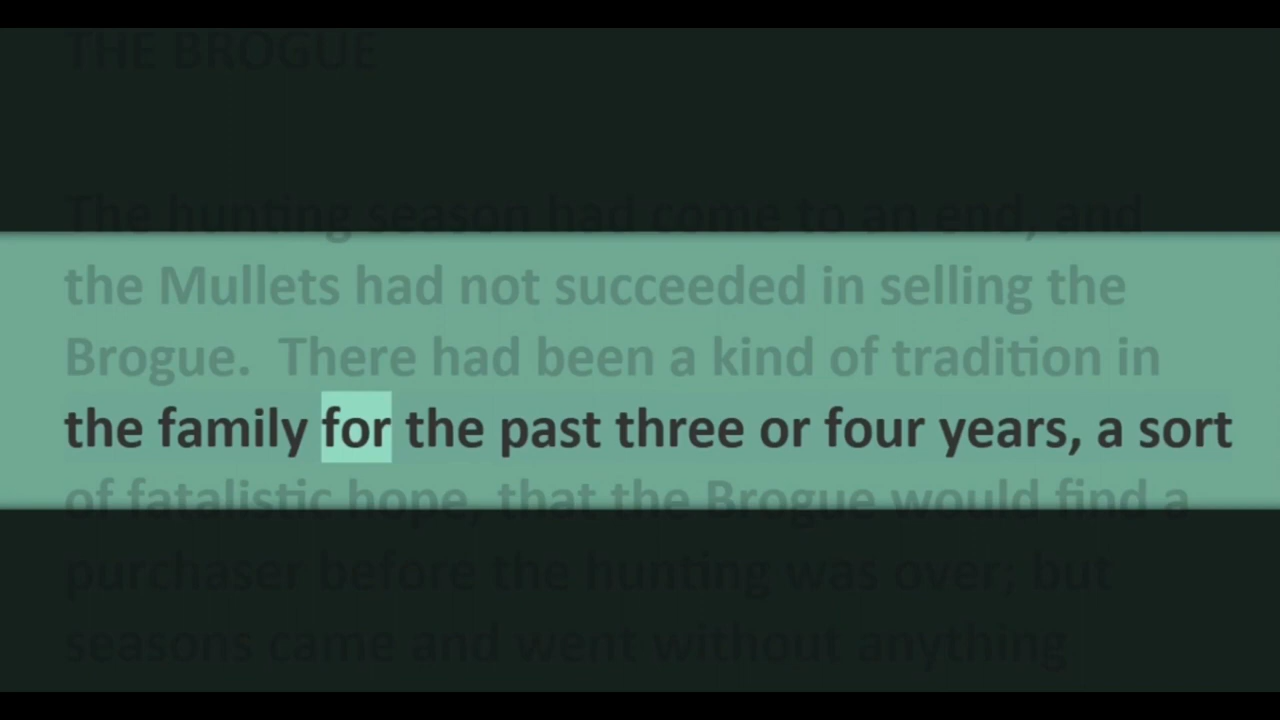 THE BROGUE
The hunting season had come to an end, and
the Mullets had not succeeded in selling the
Brogue. There had been a kind of tradition in
the family for the past three or four years, a sort
of fatalistic hope, that the Brogue would find a
purchaser before the hunting was over; but
seasons came and went without anything